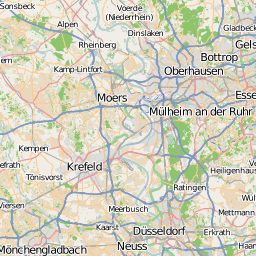 Sonsbeck
Voerde
(Niederrhein)
Alpen
Dinslaken
Gladbeck
Rheinberg
Gels
Bottrop
Kamp-Lintfort
Oberhausen
Moers
Esse
Mülheim an der Ruhr
Kempen
Krefeld
Heiligenhaus
Tönisvorst
Ratingen
Meerbusch
Mettmann
Kaarst
Düsseldorf
Erkrath
Mönchengladbach
Neuss
Haan